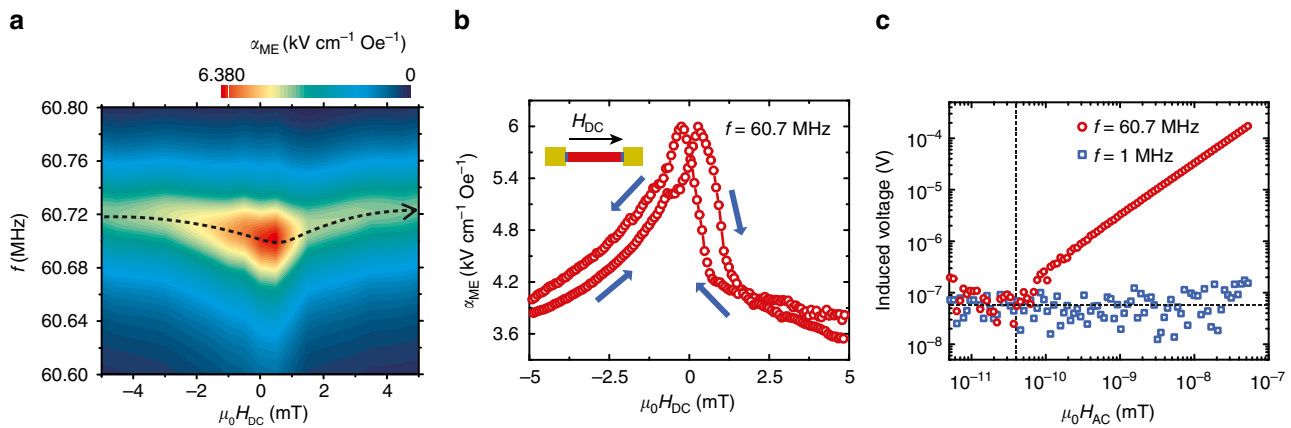 a
α_ME (kV cm⁻¹ Oe⁻¹)
6.380 0
60.80
60.76
60.72
60.68
60.64
60.60
f (MHz)
−4 −2 0 2 4
μ₀H_DC (mT)
b
H_DC
f = 60.7 MHz
6
5.4
4.8
4.2
3.6
α_ME (kV cm⁻¹ Oe⁻¹)
−5 −2.5 0 2.5 5
μ₀H_DC (mT)
c
f = 60.7 MHz
f = 1 MHz
10⁻⁴
10⁻⁵
10⁻⁶
10⁻⁷
10⁻⁸
Induced voltage (V)
10⁻¹¹ 10⁻¹⁰ 10⁻⁹ 10⁻⁸ 10⁻⁷
μ₀H_AC (mT)